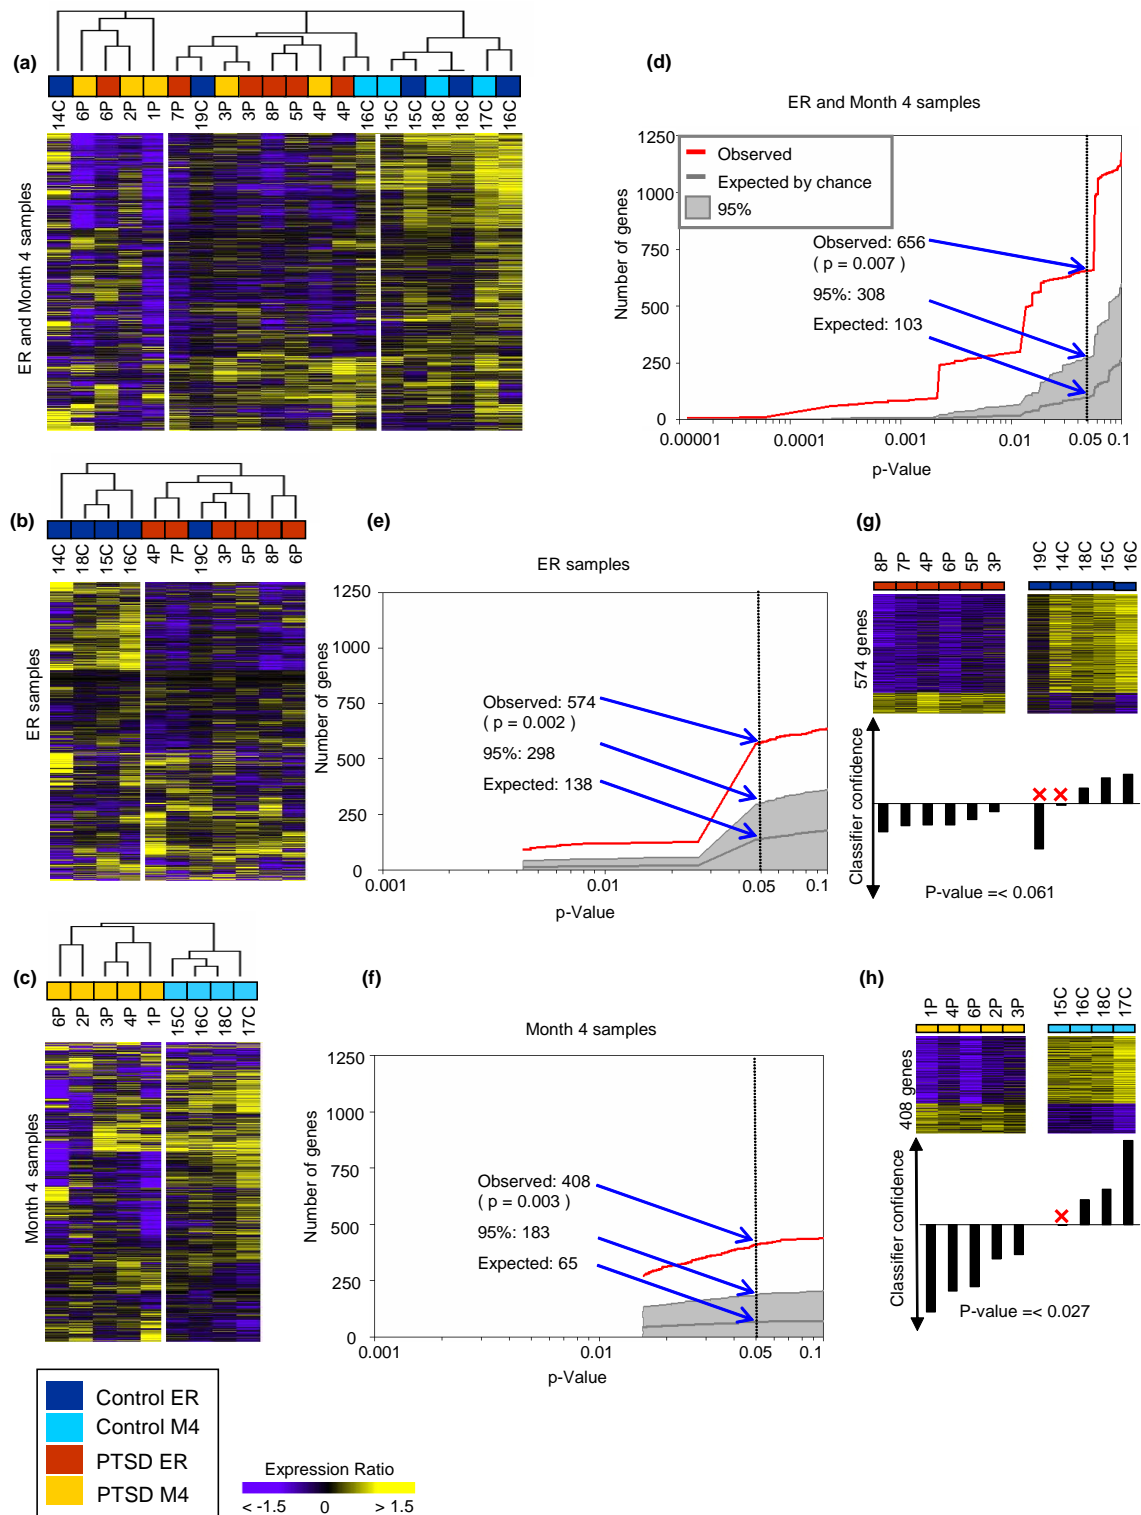 (a)
14C 6P 6P 2P 1P 7P 19C 3P 3P 8P 5P 4P 4P 16C 15C 15C 18C 18C 17C 16C
ER and Month 4 samples
(d)
ER and Month 4 samples
Number of genes
1250
1000
750
500
250
0
Observed
Expected by chance
95%
Observed: 656
( p = 0.007 )
95%: 308
Expected: 103
0.00001 0.0001 0.001 0.01 0.05 0.1
p-Value
(b)
14C 18C 15C 16C 4P 7P 19C 3P 5P 8P 6P
ER samples
(e)
ER samples
Number of genes
1250
1000
750
500
250
0
Observed: 574
( p = 0.002 )
95%: 298
Expected: 138
0.001 0.01 0.05 0.1
p-Value
(g)
8P 7P 4P 6P 5P 3P 19C 14C 18C 15C 16C
574 genes
Classifier confidence
P-value =< 0.061
(c)
6P 2P 3P 4P 1P 15C 16C 18C 17C
Month 4 samples
(f)
Month 4 samples
Number of genes
1250
1000
750
500
250
0
Observed: 408
( p = 0.003 )
95%: 183
Expected: 65
0.001 0.01 0.05 0.1
p-Value
(h)
1P 4P 6P 2P 3P 15C 16C 18C 17C
408 genes
Classifier confidence
P-value =< 0.027
Control ER
Control M4
PTSD ER
PTSD M4
Expression Ratio
< -1.5 0 > 1.5